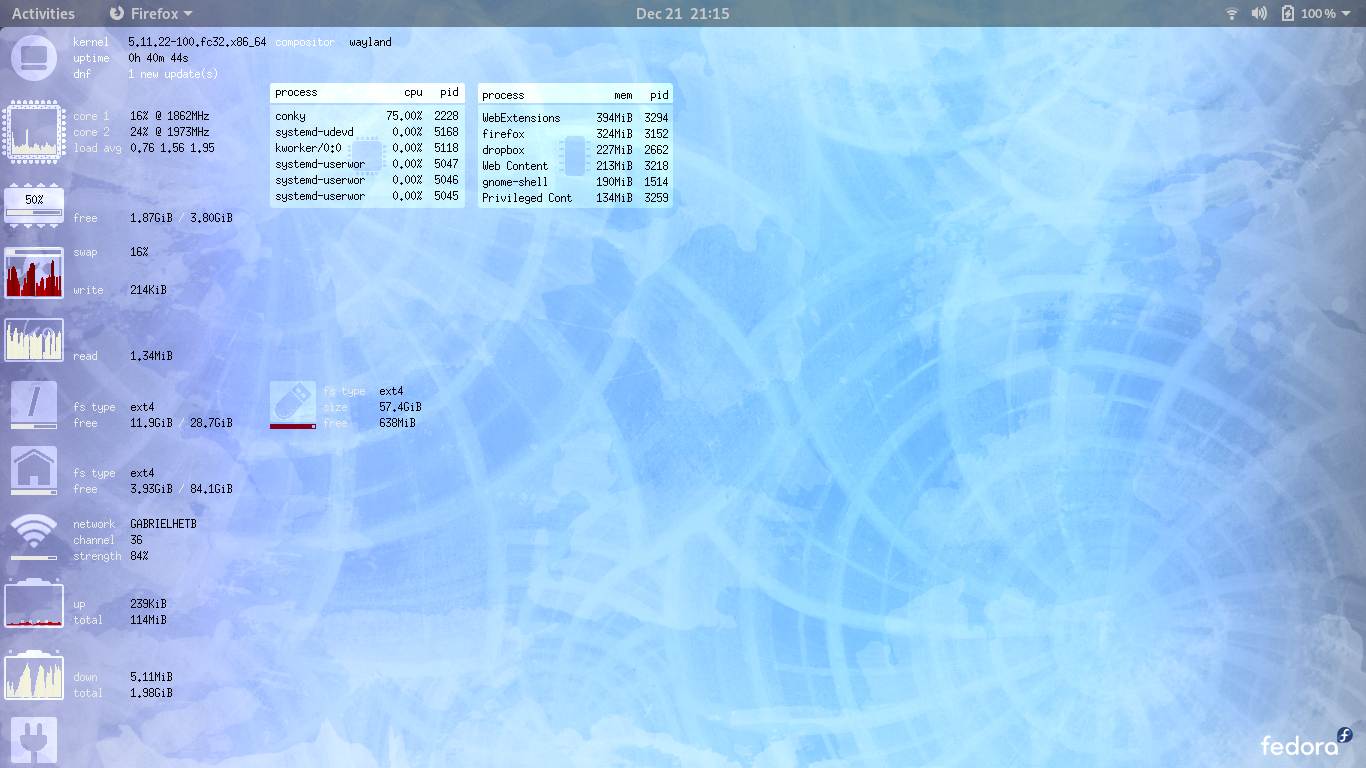 Activities Firefox Dec 21 21:15 100 %
kernel 5.11.22-100.fc32.x86_64 compositor wayland
uptime 0h 40m 44s
dnf 1 new update(s)
process cpu pid
conky 75.00% 2228
systemd-udevd 0.00% 5168
kworker/0:0 0.00% 5118
systemd-userwor 0.00% 5047
systemd-userwor 0.00% 5046
systemd-userwor 0.00% 5045
process mem pid
WebExtensions 394MiB 3294
firefox 324MiB 3152
dropbox 227MiB 2662
Web Content 213MiB 3218
gnome-shell 190MiB 1514
Privileged Cont 134MiB 3259
core 1 16% @ 1862MHz
core 2 24% @ 1973MHz
load avg 0.76 1.56 1.95
50%
free 1.87GiB / 3.80GiB
swap 16%
write 214KiB
read 1.34MiB
fs type ext4
free 11.9GiB / 28.7GiB
fs type ext4
size 57.4GiB
free 638MiB
fs type ext4
free 3.93GiB / 84.1GiB
network GABRIELHETB
channel 36
strength 84%
up 239KiB
total 114MiB
down 5.11MiB
total 1.98GiB
fedora